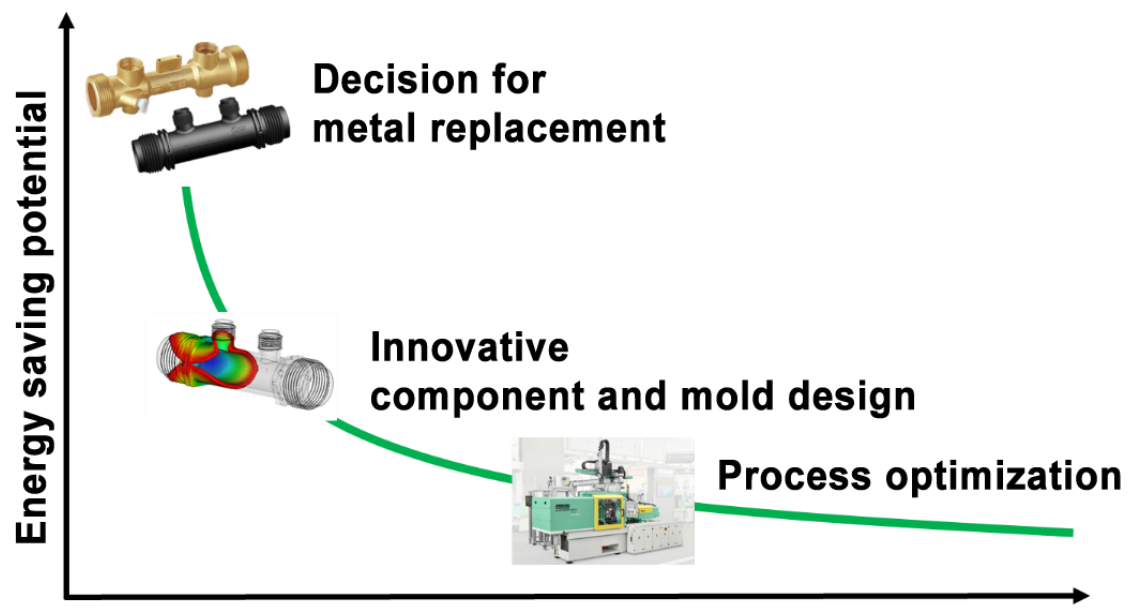 Energy saving potential
Decision for
metal replacement
Innovative
component and mold design
Process optimization